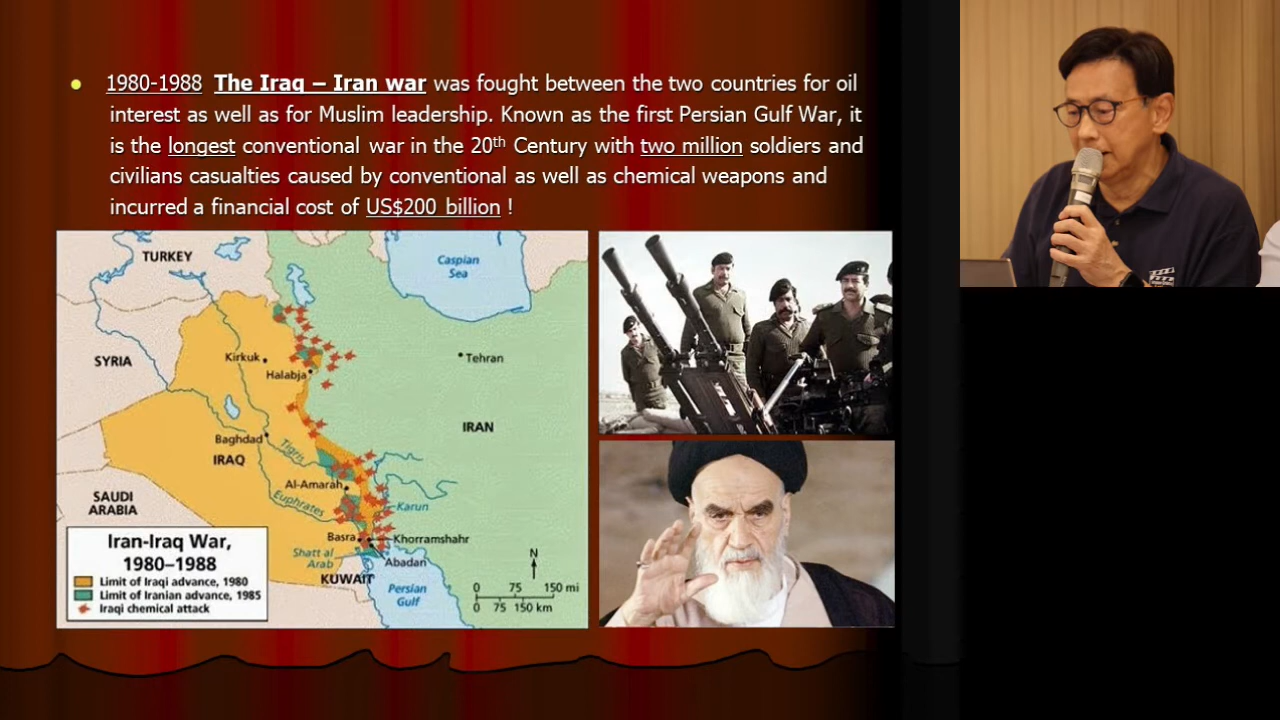 1980-1988 The Iraq – Iran war was fought between the two countries for oil
interest as well as for Muslim leadership. Known as the first Persian Gulf War, it
is the longest conventional war in the 20th Century with two million soldiers and
civilians casualties caused by conventional as well as chemical weapons and
incurred a financial cost of US$200 billion !
TURKEY
Caspian
Sea
SYRIA
Kirkuk
Tehran
Halabja
IRAN
Baghdad
Tigris
IRAQ
Al-Amarah
SAUDI
ARABIA
Euphrates
Karun
Basra
Khorramshahr
Shatt al
Arab
Abadan
KUWAIT
Persian
Gulf
N
0 75 150 mi
0 75 150 km
Iran-Iraq War,
1980–1988
Limit of Iraqi advance, 1980
Limit of Iranian advance, 1985
Iraqi chemical attack